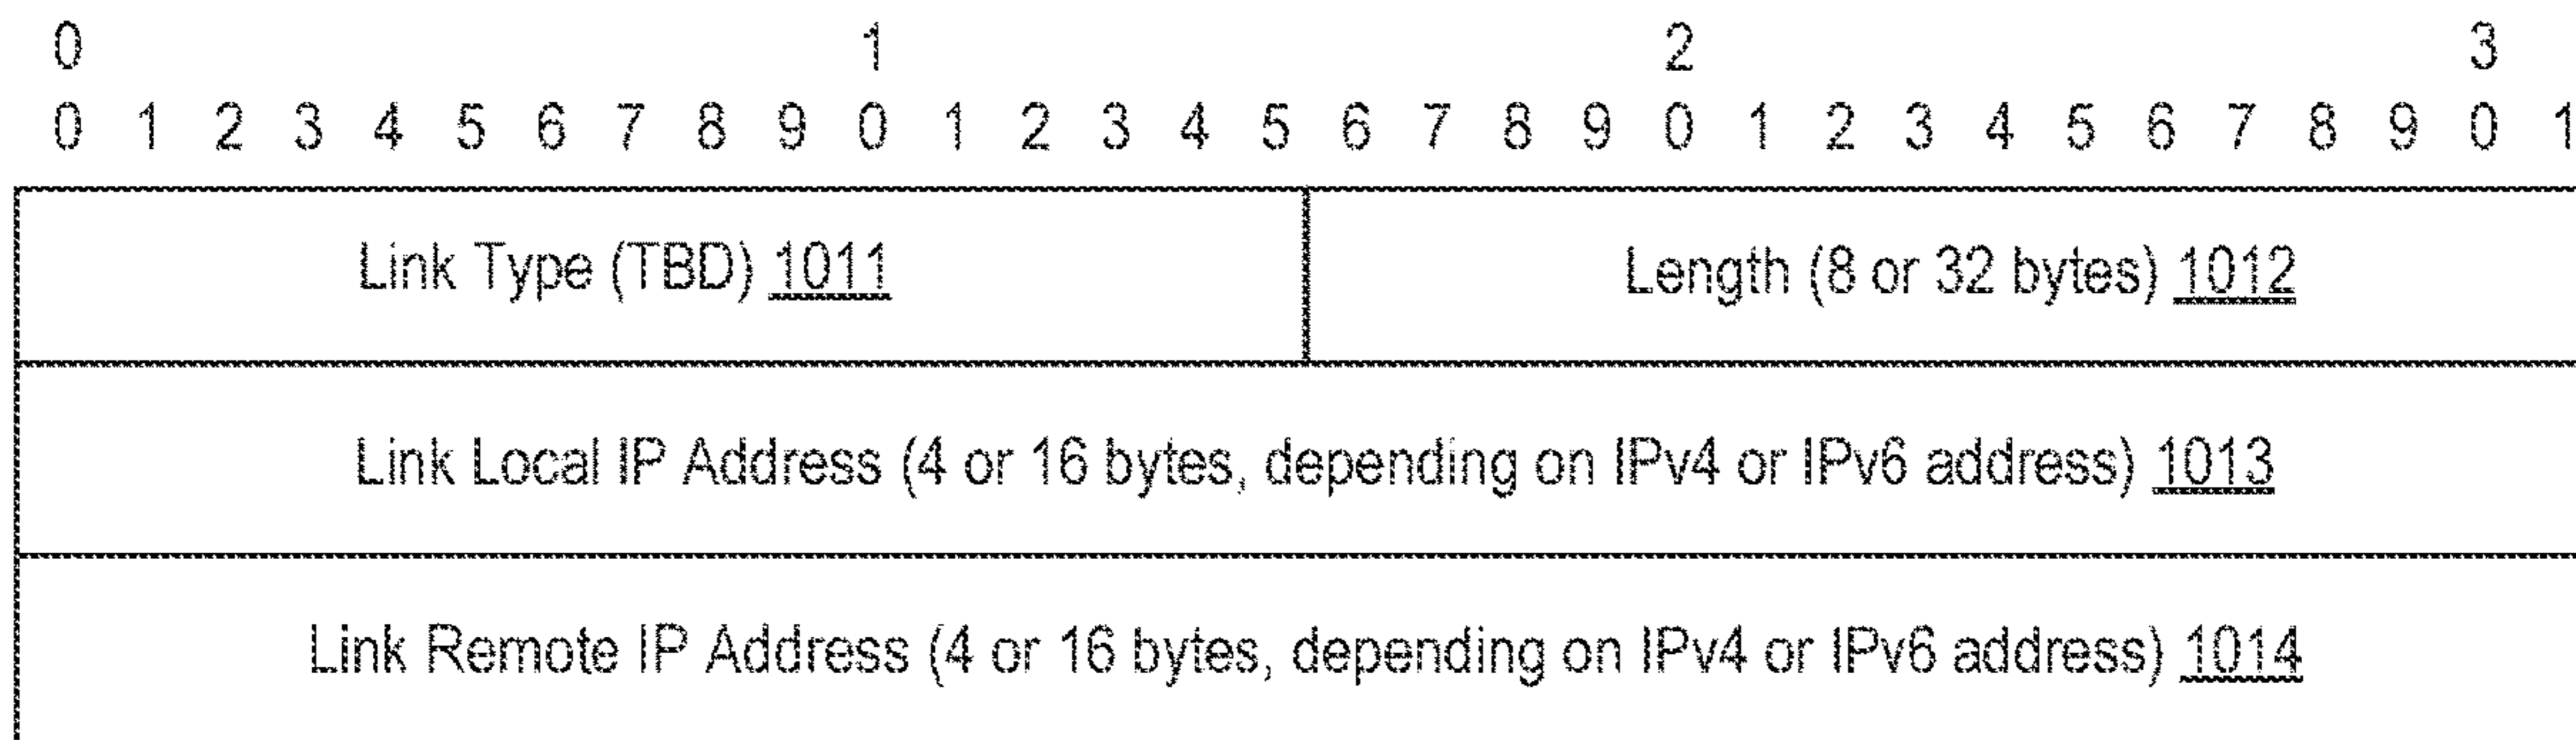 0 1 2 3
0 1 2 3 4 5 6 7 8 9 0 1 2 3 4 5 6 7 8 9 0 1 2 3 4 5 6 7 8 9 0 1
Link Type (TBD) 1011 Length (8 or 32 bytes) 1012
Link Local IP Address (4 or 16 bytes, depending on IPv4 or IPv6 address) 1013
Link Remote IP Address (4 or 16 bytes, depending on IPv4 or IPv6 address) 1014